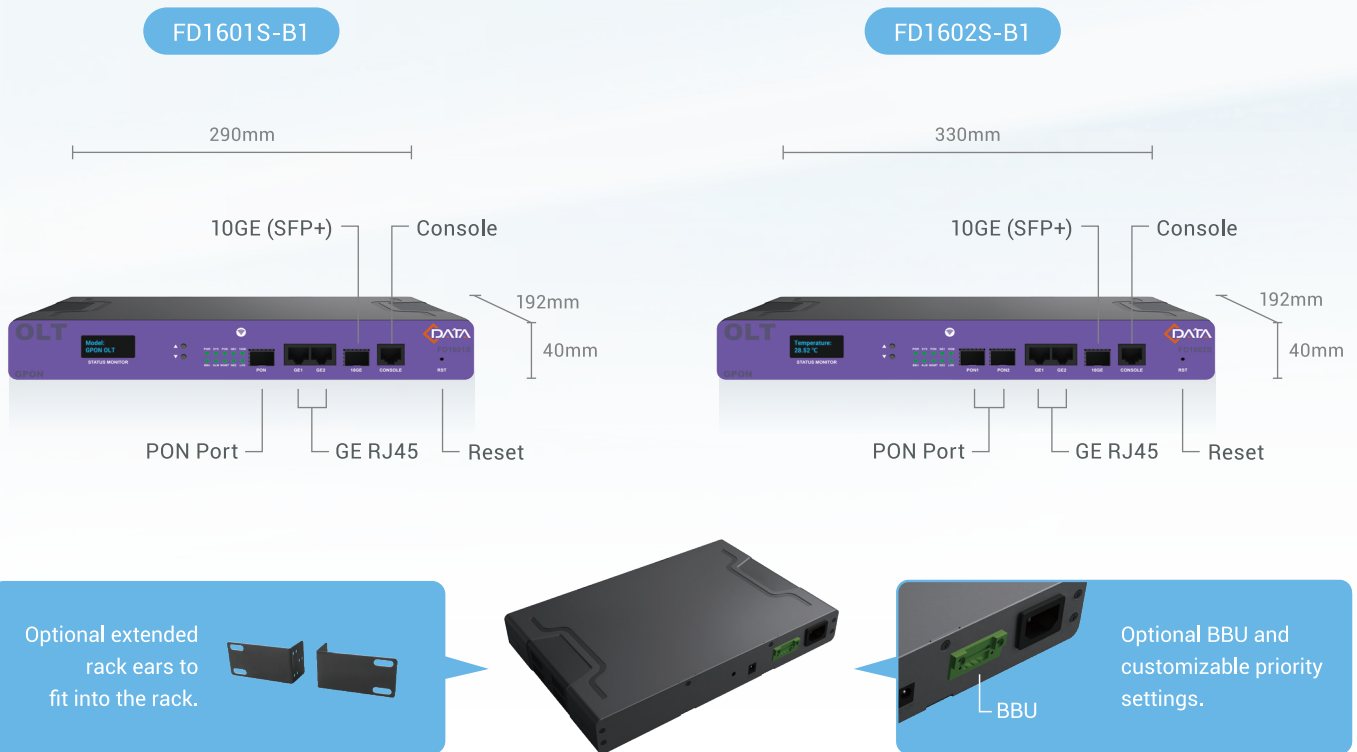 FD1601S-B1
FD1602S-B1
290mm
330mm
10GE (SFP+)
Console
10GE (SFP+)
Console
192mm
40mm
192mm
40mm
OLT
Model:
GPON OLT
STATUS MONITOR
GPON
PON
GE1
GE2
10GE
CONSOLE
RST
DATA
OLT
Temperature:
28.52 °C
STATUS MONITOR
GPON
PON1
PON2
GE1
GE2
10GE
CONSOLE
RST
DATA
PON Port
GE RJ45
Reset
PON Port
GE RJ45
Reset
Optional extended
rack ears to
fit into the rack.
BBU
Optional BBU and
customizable priority
settings.